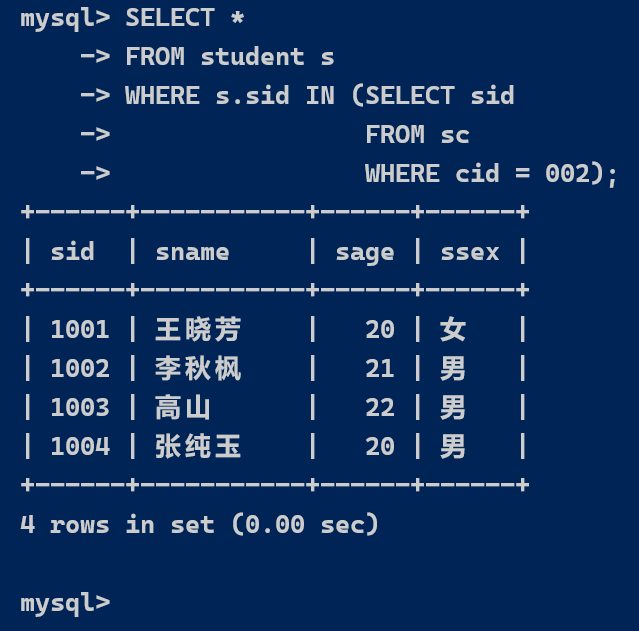 mysql> SELECT *
    -> FROM student s
    -> WHERE s.sid IN (SELECT sid
    ->                 FROM sc
    ->                 WHERE cid = 002);
+------+-----------+------+------+
| sid  | sname     | sage | ssex |
+------+-----------+------+------+
| 1001 | 王晓芳    |   20 | 女   |
| 1002 | 李秋枫    |   21 | 男   |
| 1003 | 高山      |   22 | 男   |
| 1004 | 张纯玉    |   20 | 男   |
+------+-----------+------+------+
4 rows in set (0.00 sec)

mysql>